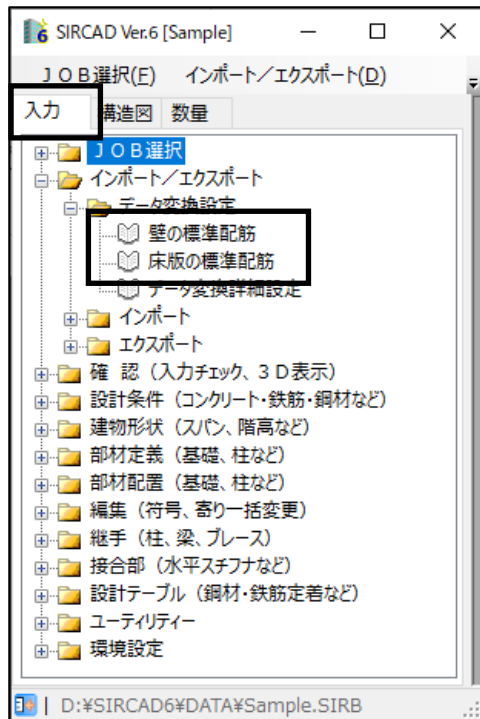 SIRCAD Ver.6 [Sample]
ＪＯＢ選択(F) インポート／エクスポート(D)
入力 構造図 数量
ＪＯＢ選択
インポート／エクスポート
データ変換設定
壁の標準配筋
床版の標準配筋
データ変換詳細設定
インポート
エクスポート
確 認（入力チェック、３Ｄ表示）
設計条件（コンクリート・鉄筋・鋼材など）
建物形状（スパン、階高など）
部材定義（基礎、柱など）
部材配置（基礎、柱など）
編集（符号、寄り一括変更）
継手（柱、梁、ブレース）
接合部（水平スチフナなど）
設計テーブル（鋼材・鉄筋定着など）
ユーティリティー
環境設定
D:¥SIRCAD6¥DATA¥Sample.SIRB